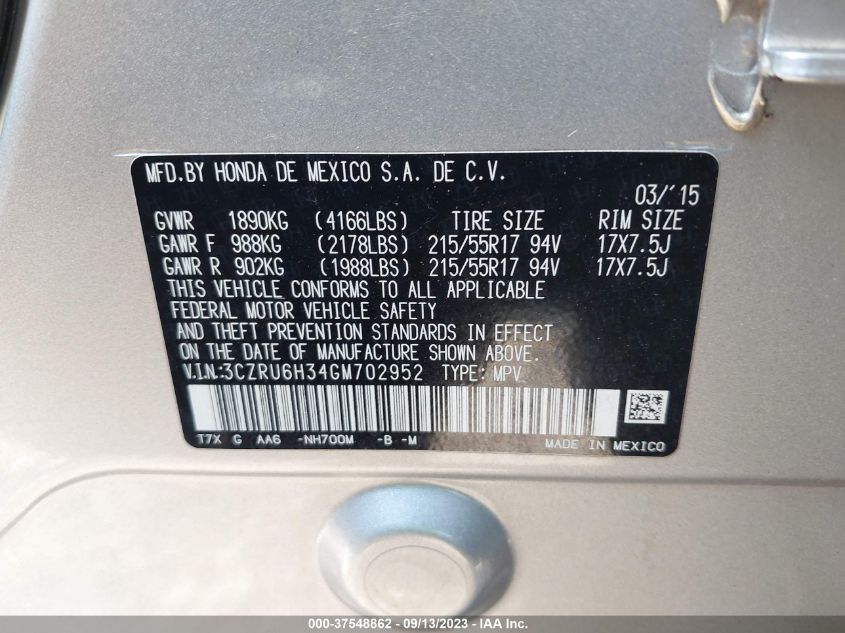 MFD.BY HONDA DE MEXICO S.A. DE C.V.
03/'15
GVWR 1890KG (4166LBS) TIRE SIZE RIM SIZE
GAWR F 988KG (2178LBS) 215/55R17 94V 17X7.5J
GAWR R 902KG (1988LBS) 215/55R17 94V 17X7.5J
THIS VEHICLE CONFORMS TO ALL APPLICABLE
FEDERAL MOTOR VEHICLE SAFETY
AND THEFT PREVENTION STANDARDS IN EFFECT
ON THE DATE OF MANUFACTURE SHOWN ABOVE.
V.I.N.:3CZRU6H34GM702952 TYPE: MPV
T7X G AA6 -NH700M -B -M MADE IN MEXICO
000-37548862 - 09/13/2023 - IAA Inc.